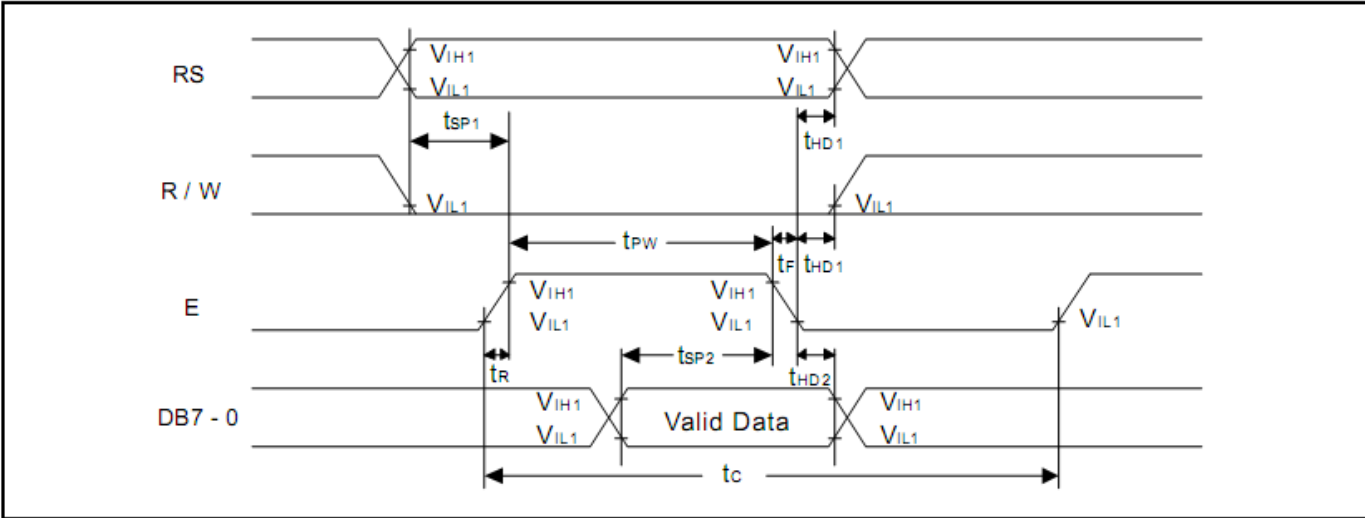 RS VIH1 VIH1
VIL1 VIL1
tSP1 tHD1
R / W VIL1 VIL1
tPW tF tHD1
E VIH1 VIH1
VIL1 VIL1 VIL1
tR tSP2 tHD2
DB7 - 0 VIH1 Valid Data VIH1
VIL1 VIL1
tC